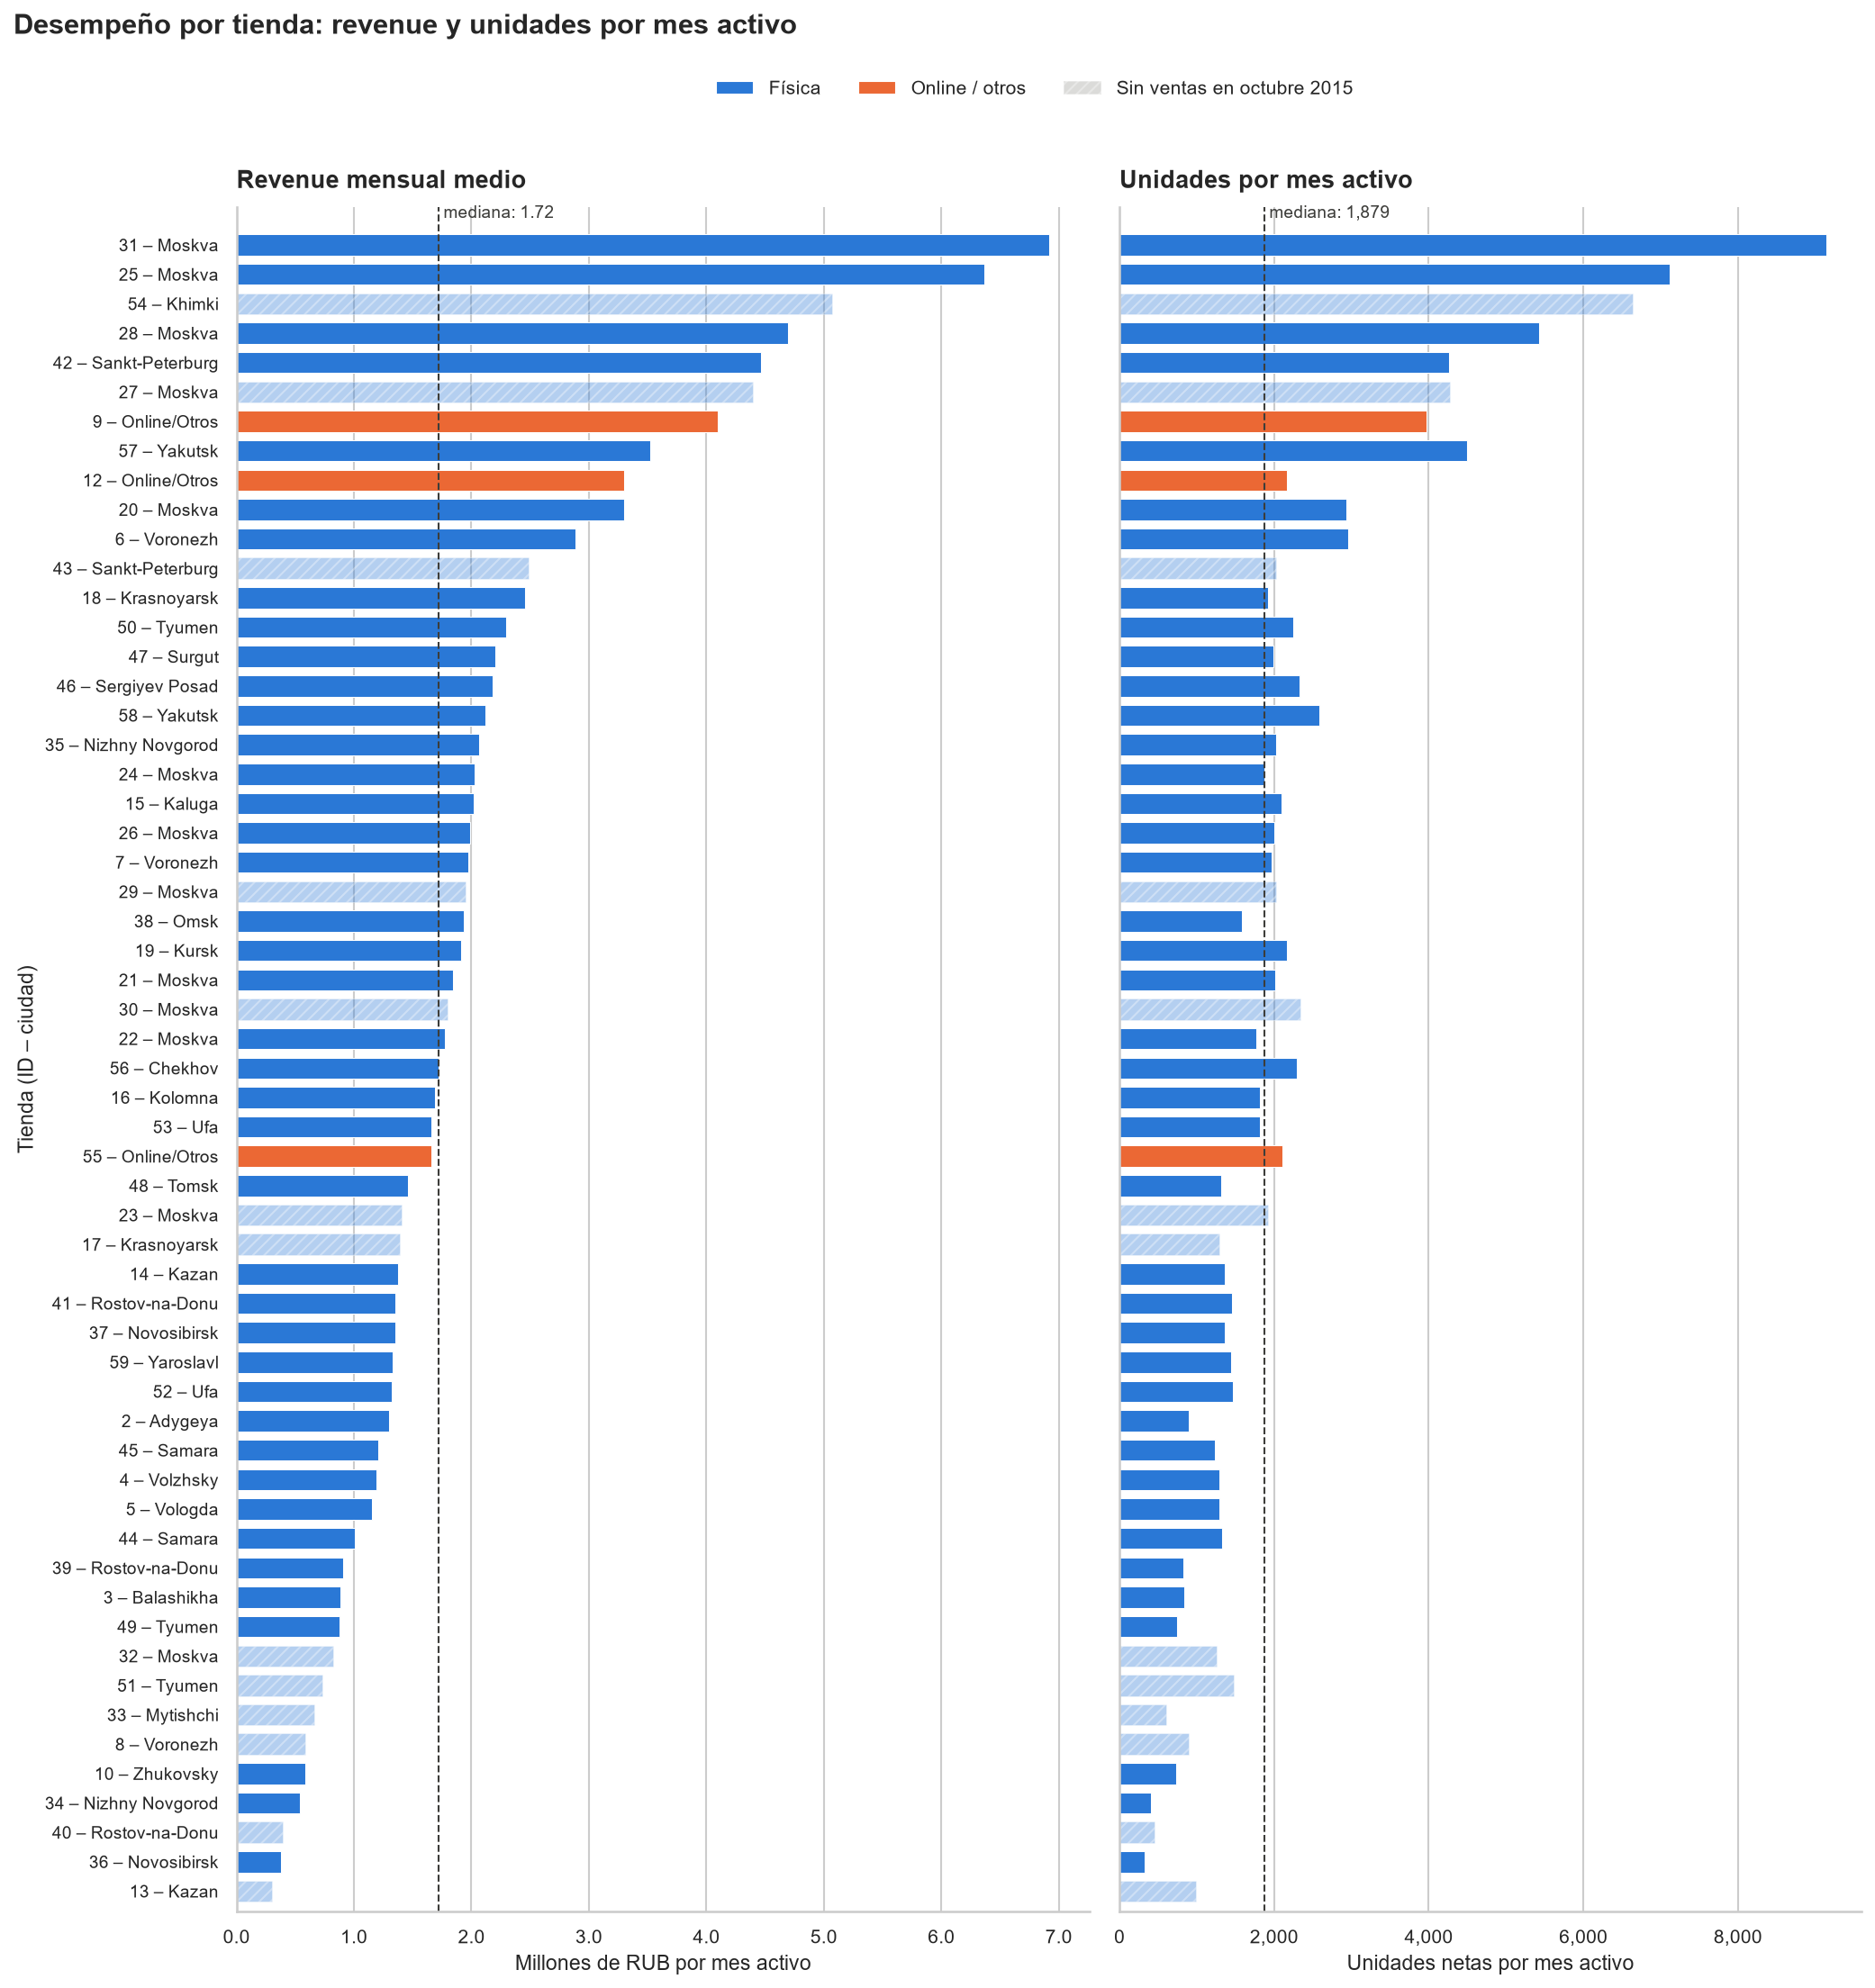 Desempeño por tienda: revenue y unidades por mes activo
Física
Online / otros
Sin ventas en octubre 2015
Revenue mensual medio
Unidades por mes activo
mediana: 1.72
mediana: 1,879
Tienda (ID – ciudad)
31 – Moskva
25 – Moskva
54 – Khimki
28 – Moskva
42 – Sankt-Peterburg
27 – Moskva
9 – Online/Otros
57 – Yakutsk
12 – Online/Otros
20 – Moskva
6 – Voronezh
43 – Sankt-Peterburg
18 – Krasnoyarsk
50 – Tyumen
47 – Surgut
46 – Sergiyev Posad
58 – Yakutsk
35 – Nizhny Novgorod
24 – Moskva
15 – Kaluga
26 – Moskva
7 – Voronezh
29 – Moskva
38 – Omsk
19 – Kursk
21 – Moskva
30 – Moskva
22 – Moskva
56 – Chekhov
16 – Kolomna
53 – Ufa
55 – Online/Otros
48 – Tomsk
23 – Moskva
17 – Krasnoyarsk
14 – Kazan
41 – Rostov-na-Donu
37 – Novosibirsk
59 – Yaroslavl
52 – Ufa
2 – Adygeya
45 – Samara
4 – Volzhsky
5 – Vologda
44 – Samara
39 – Rostov-na-Donu
3 – Balashikha
49 – Tyumen
32 – Moskva
51 – Tyumen
33 – Mytishchi
8 – Voronezh
10 – Zhukovsky
34 – Nizhny Novgorod
40 – Rostov-na-Donu
36 – Novosibirsk
13 – Kazan
0.0 1.0 2.0 3.0 4.0 5.0 6.0 7.0
Millones de RUB por mes activo
0 2,000 4,000 6,000 8,000
Unidades netas por mes activo